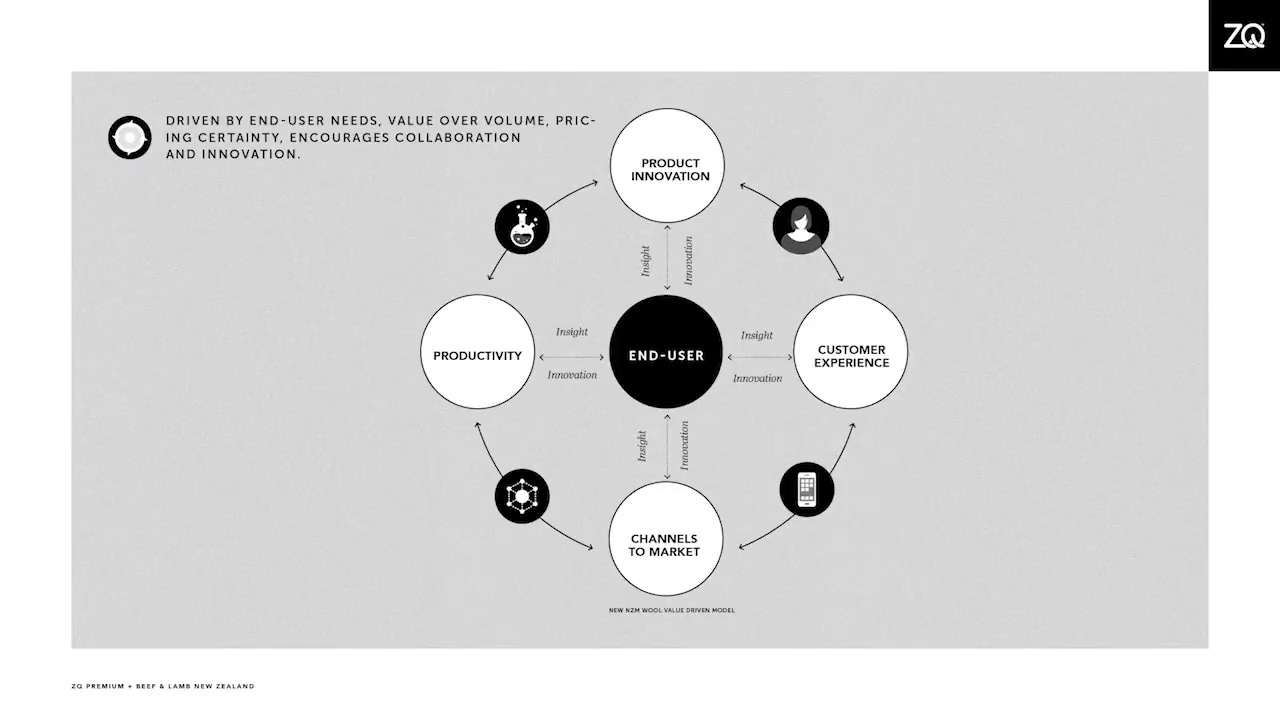 ZQ
DRIVEN BY END-USER NEEDS, VALUE OVER VOLUME, PRIC-
ING CERTAINTY, ENCOURAGES COLLABORATION
AND INNOVATION.
PRODUCT
INNOVATION
Insight
Innovation
PRODUCTIVITY
Insight
Innovation
END-USER
Insight
Innovation
CUSTOMER
EXPERIENCE
Insight
Innovation
CHANNELS
TO MARKET
NEW NZM WOOL VALUE DRIVEN MODEL
ZQ PREMIUM + BEEF & LAMB NEW ZEALAND